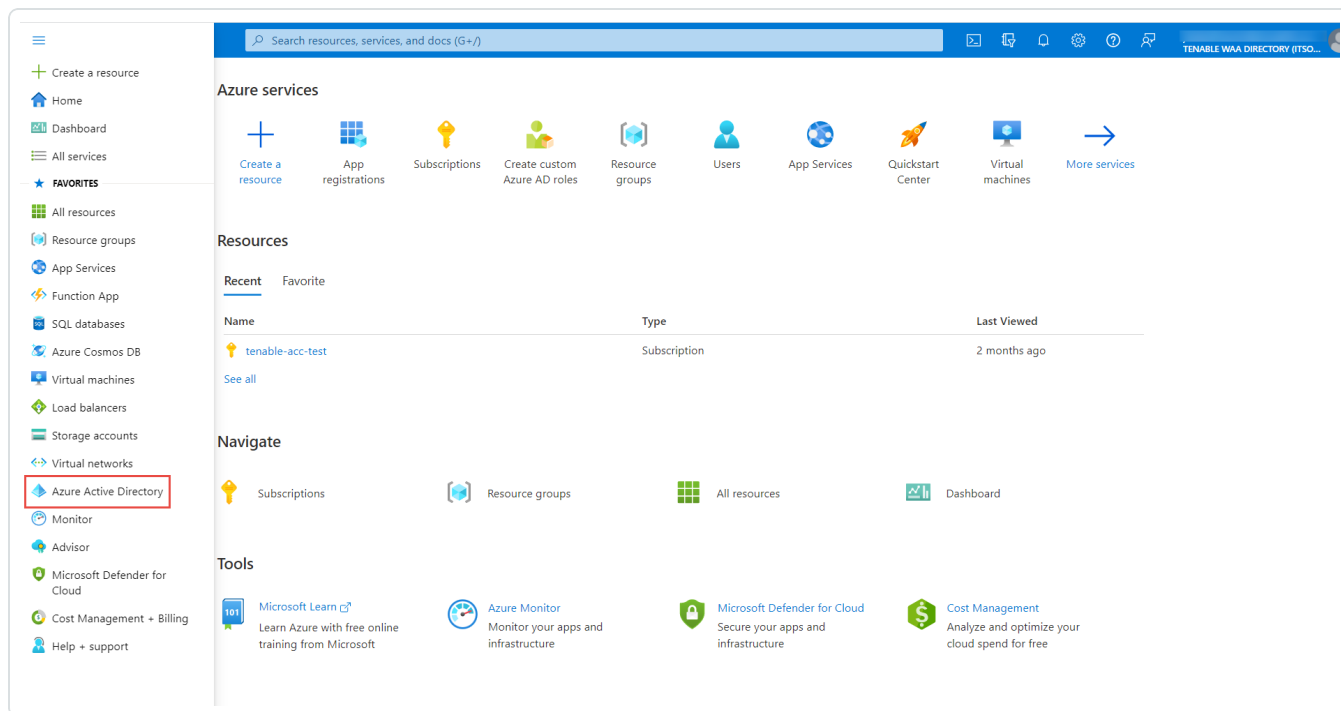 Search resources, services, and docs (G+/)
TENABLE WAA DIRECTORY (ITSO...
Create a resource
Home
Dashboard
All services
FAVORITES
All resources
Resource groups
App Services
Function App
SQL databases
Azure Cosmos DB
Virtual machines
Load balancers
Storage accounts
Virtual networks
Azure Active Directory
Monitor
Advisor
Microsoft Defender for
Cloud
Cost Management + Billing
Help + support
Azure services
Create a
resource
App
registrations
Subscriptions
Create custom
Azure AD roles
Resource
groups
Users
App Services
Quickstart
Center
Virtual
machines
More services
Resources
Recent Favorite
Name Type Last Viewed
tenable-acc-test Subscription 2 months ago
See all
Navigate
Subscriptions Resource groups All resources Dashboard
Tools
101
Microsoft Learn
Learn Azure with free online
training from Microsoft
Azure Monitor
Monitor your apps and
infrastructure
Microsoft Defender for Cloud
Secure your apps and
infrastructure
Cost Management
Analyze and optimize your
cloud spend for free